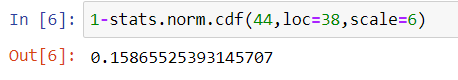 In [6]: 1-stats.norm.cdf(44,loc=38,scale=6)
Out[6]: 0.15865525393145707